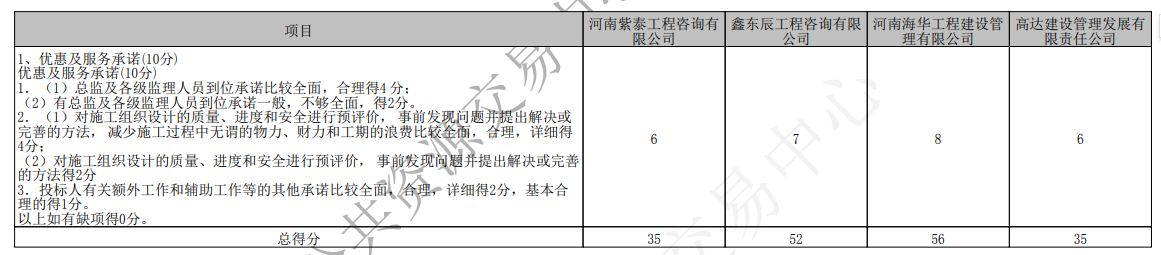 项目
河南紫泰工程咨询有
限公司
鑫东辰工程咨询有限
公司
河南海华工程建设管
理有限公司
高达建设管理发展有
限责任公司
1、优惠及服务承诺(10分)
优惠及服务承诺(10分)
1．（1）总监及各级监理人员到位承诺比较全面，合理得4 分；
（2）有总监及各级监理人员到位承诺一般，不够全面，得2分。
2．（1）对施工组织设计的质量、进度和安全进行预评价， 事前发现问题并提出解决或
完善的方法， 减少施工过程中无谓的物力、财力和工期的浪费比较全面，合理，详细得
4分；
（2）对施工组织设计的质量、进度和安全进行预评价， 事前发现问题并提出解决或完善
的方法得2分
3．投标人有关额外工作和辅助工作等的其他承诺比较全面，合理，详细得2分，基本合
理的得1分。
以上如有缺项得0分。
6
7
8
6
总得分
35
52
56
35
公共资源交易中心
交易中心